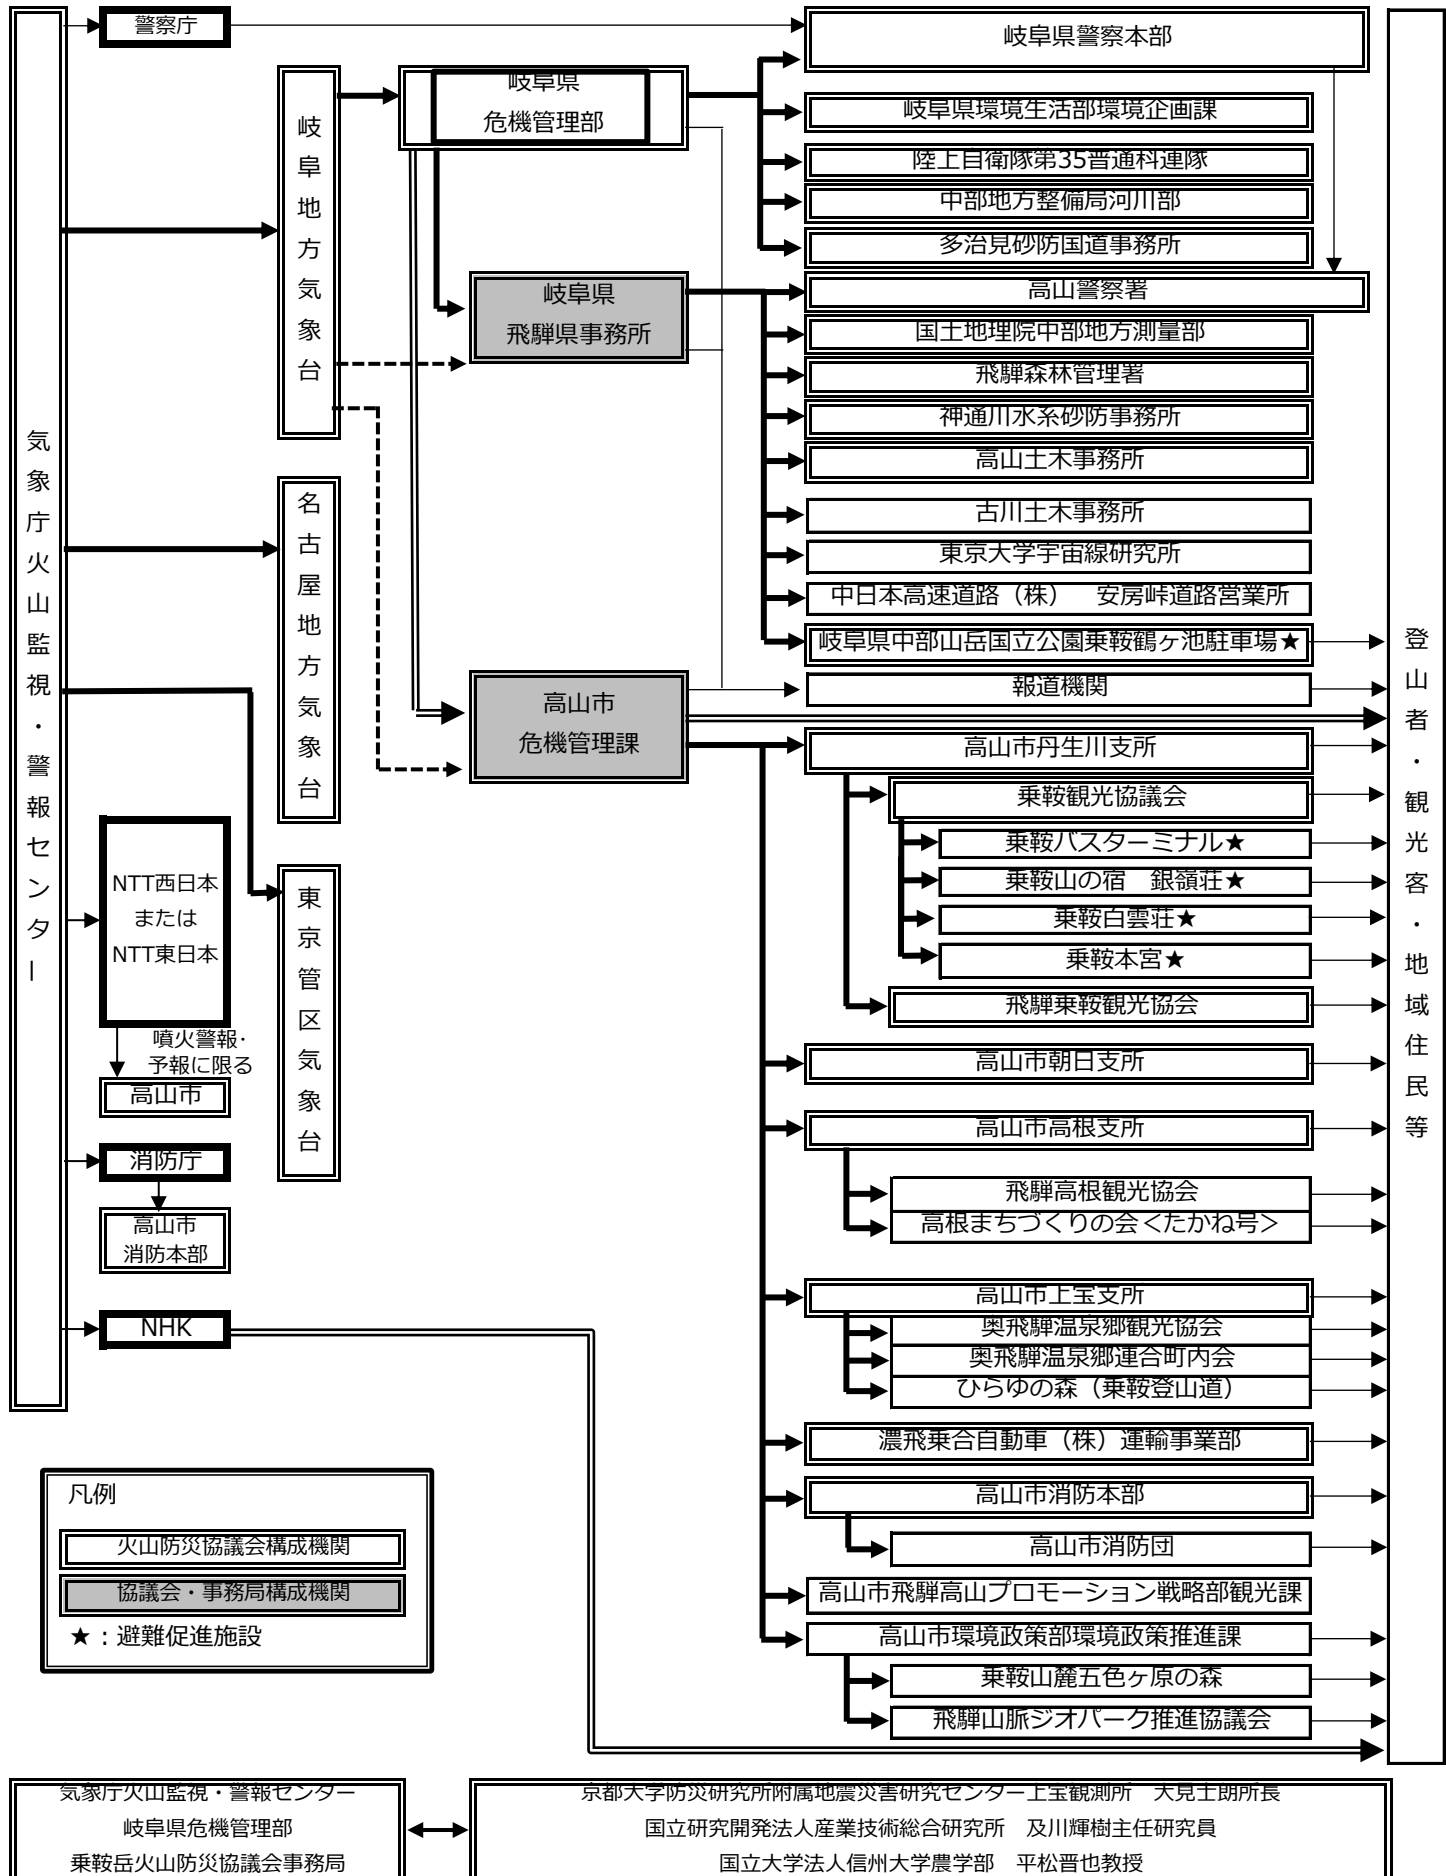 警察庁
岐阜県警察本部
岐阜県
危機管理部
岐阜県環境生活部環境企画課
陸上自衛隊第35普通科連隊
中部地方整備局河川部
多治見砂防国道事務所
岐阜地方気象台
岐阜県
飛騨県事務所
高山警察署
国土地理院中部地方測量部
飛騨森林管理署
神通川水系砂防事務所
高山土木事務所
古川土木事務所
東京大学宇宙線研究所
中日本高速道路（株）　安房峠道路営業所
岐阜県中部山岳国立公園乗鞍鶴ヶ池駐車場★
気象庁火山監視・警報センター
名古屋地方気象台
高山市
危機管理課
報道機関
登山者・観光客・地域住民等
高山市丹生川支所
乗鞍観光協議会
乗鞍バスターミナル★
乗鞍山の宿　銀嶺荘★
乗鞍白雲荘★
乗鞍本宮★
飛騨乗鞍観光協会
NTT西日本
または
NTT東日本
東京管区気象台
噴火警報･
予報に限る
高山市
高山市朝日支所
高山市高根支所
飛騨高根観光協会
高根まちづくりの会＜たかね号＞
消防庁
高山市
消防本部
NHK
高山市上宝支所
奥飛騨温泉郷観光協会
奥飛騨温泉郷連合町内会
ひらゆの森（乗鞍登山道）
濃飛乗合自動車（株）運輸事業部
高山市消防本部
高山市消防団
高山市飛騨高山プロモーション戦略部観光課
高山市環境政策部環境政策推進課
乗鞍山麓五色ヶ原の森
飛騨山脈ジオパーク推進協議会
凡例
火山防災協議会構成機関
協議会・事務局構成機関
★：避難促進施設
気象庁火山監視・警報センター
岐阜県危機管理部
乗鞍岳火山防災協議会事務局
京都大学防災研究所附属地震災害研究センター上宝観測所　大見士朗所長
国立研究開発法人産業技術総合研究所　及川輝樹主任研究員
国立大学法人信州大学農学部　平松晋也教授